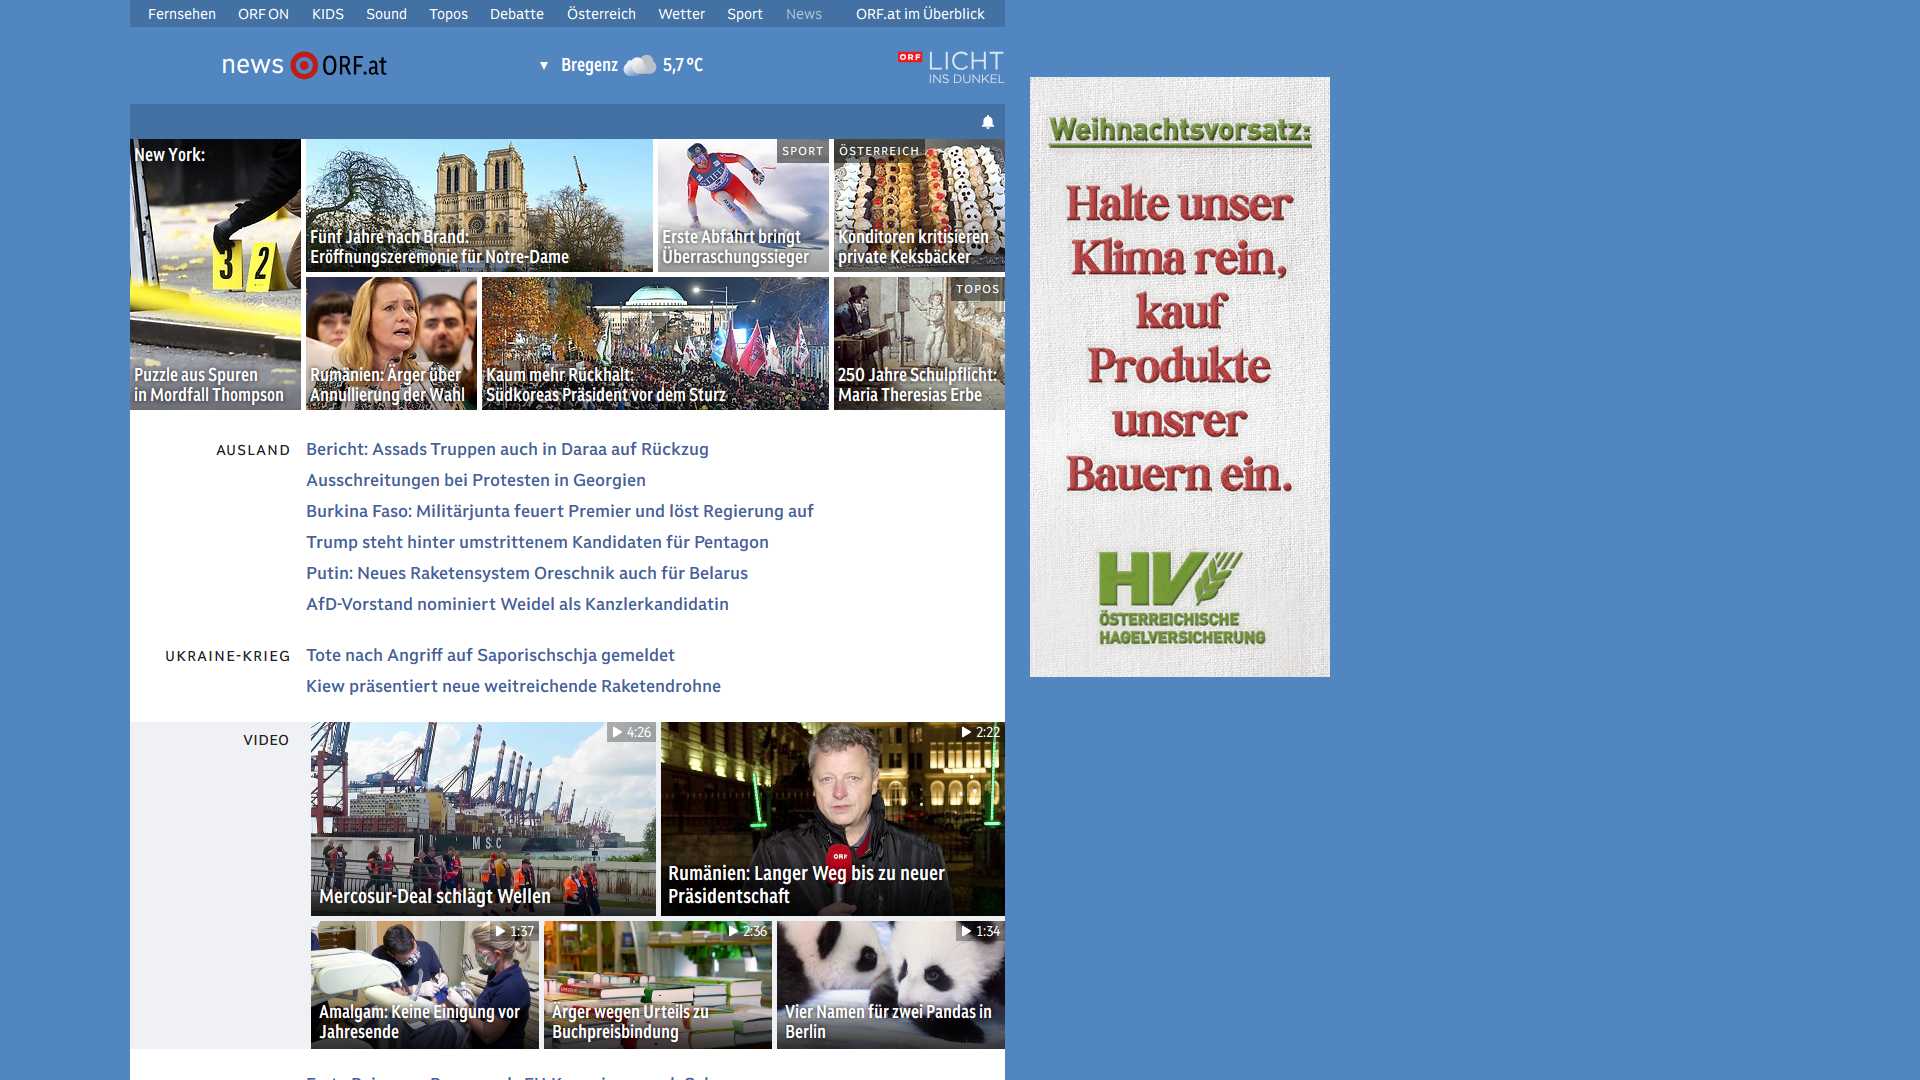 Fernsehen ORF ON KIDS Sound Topos Debatte Österreich Wetter Sport News ORF.at im Überblick
news ORF.at
Bregenz 5,7 °C
ORF LICHT
INS DUNKEL
New York:
Puzzle aus Spuren
in Mordfall Thompson
3 2
Fünf Jahre nach Brand:
Eröffnungszeremonie für Notre-Dame
SPORT
Erste Abfahrt bringt
Überraschungssieger
ÖSTERREICH
Konditoren kritisieren
private Keksbäcker
Rumänien: Ärger über
Annullierung der Wahl
Kaum mehr Rückhalt:
Südkoreas Präsident vor dem Sturz
TOPOS
250 Jahre Schulpflicht:
Maria Theresias Erbe
AUSLAND
Bericht: Assads Truppen auch in Daraa auf Rückzug
Ausschreitungen bei Protesten in Georgien
Burkina Faso: Militärjunta feuert Premier und löst Regierung auf
Trump steht hinter umstrittenem Kandidaten für Pentagon
Putin: Neues Raketensystem Oreschnik auch für Belarus
AfD-Vorstand nominiert Weidel als Kanzlerkandidatin
UKRAINE-KRIEG
Tote nach Angriff auf Saporischschja gemeldet
Kiew präsentiert neue weitreichende Raketendrohne
VIDEO
4:26
MSC
Mercosur-Deal schlägt Wellen
2:22
ORF
Rumänien: Langer Weg bis zu neuer
Präsidentschaft
1:37
Amalgam: Keine Einigung vor
Jahresende
2:36
Ärger wegen Urteils zu
Buchpreisbindung
1:34
Vier Namen für zwei Pandas in
Berlin
Weihnachtsvorsatz:
Halte unser
Klima rein,
kauf
Produkte
unsrer
Bauern ein.
HV
ÖSTERREICHISCHE
HAGELVERSICHERUNG